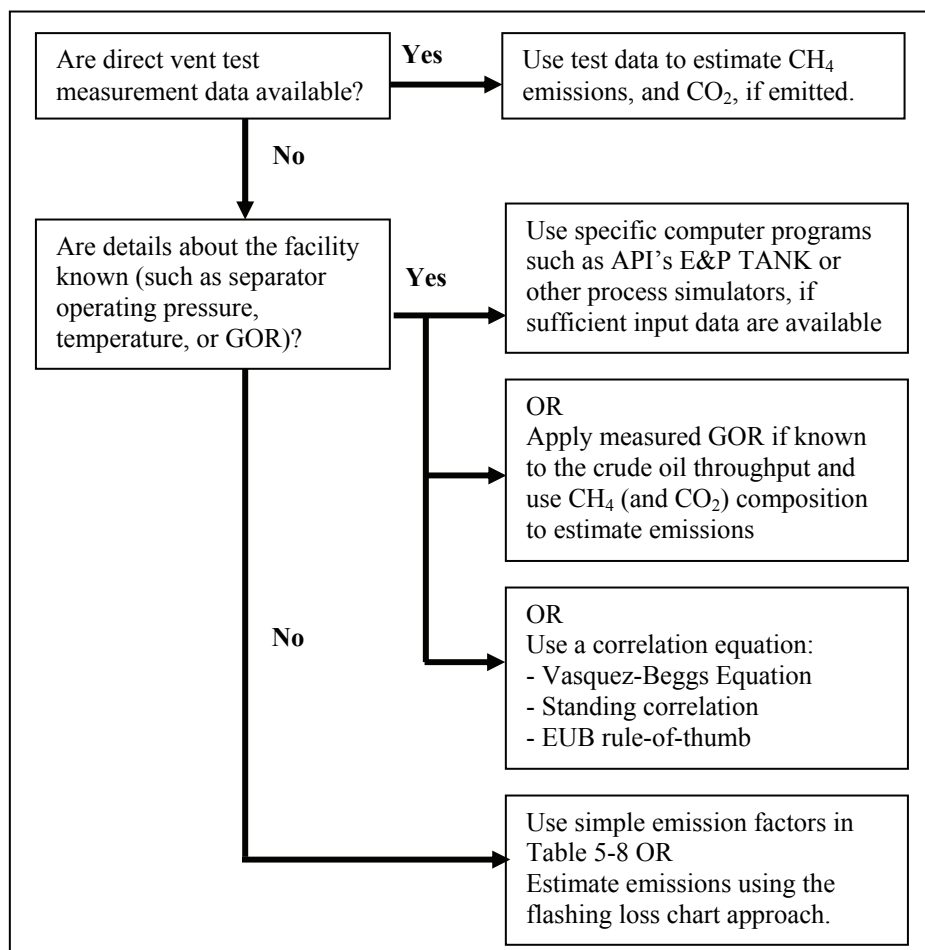 Are direct vent test
measurement data available?
Yes
Use test data to estimate CH₄
emissions, and CO₂, if emitted.
No
Are details about the facility
known (such as separator
operating pressure,
temperature, or GOR)?
Yes
Use specific computer programs
such as API’s E&P TANK or
other process simulators, if
sufficient input data are available
OR
Apply measured GOR if known
to the crude oil throughput and
use CH₄ (and CO₂) composition
to estimate emissions
OR
Use a correlation equation:
- Vasquez-Beggs Equation
- Standing correlation
- EUB rule-of-thumb
No
Use simple emission factors in
Table 5-8 OR
Estimate emissions using the
flashing loss chart approach.